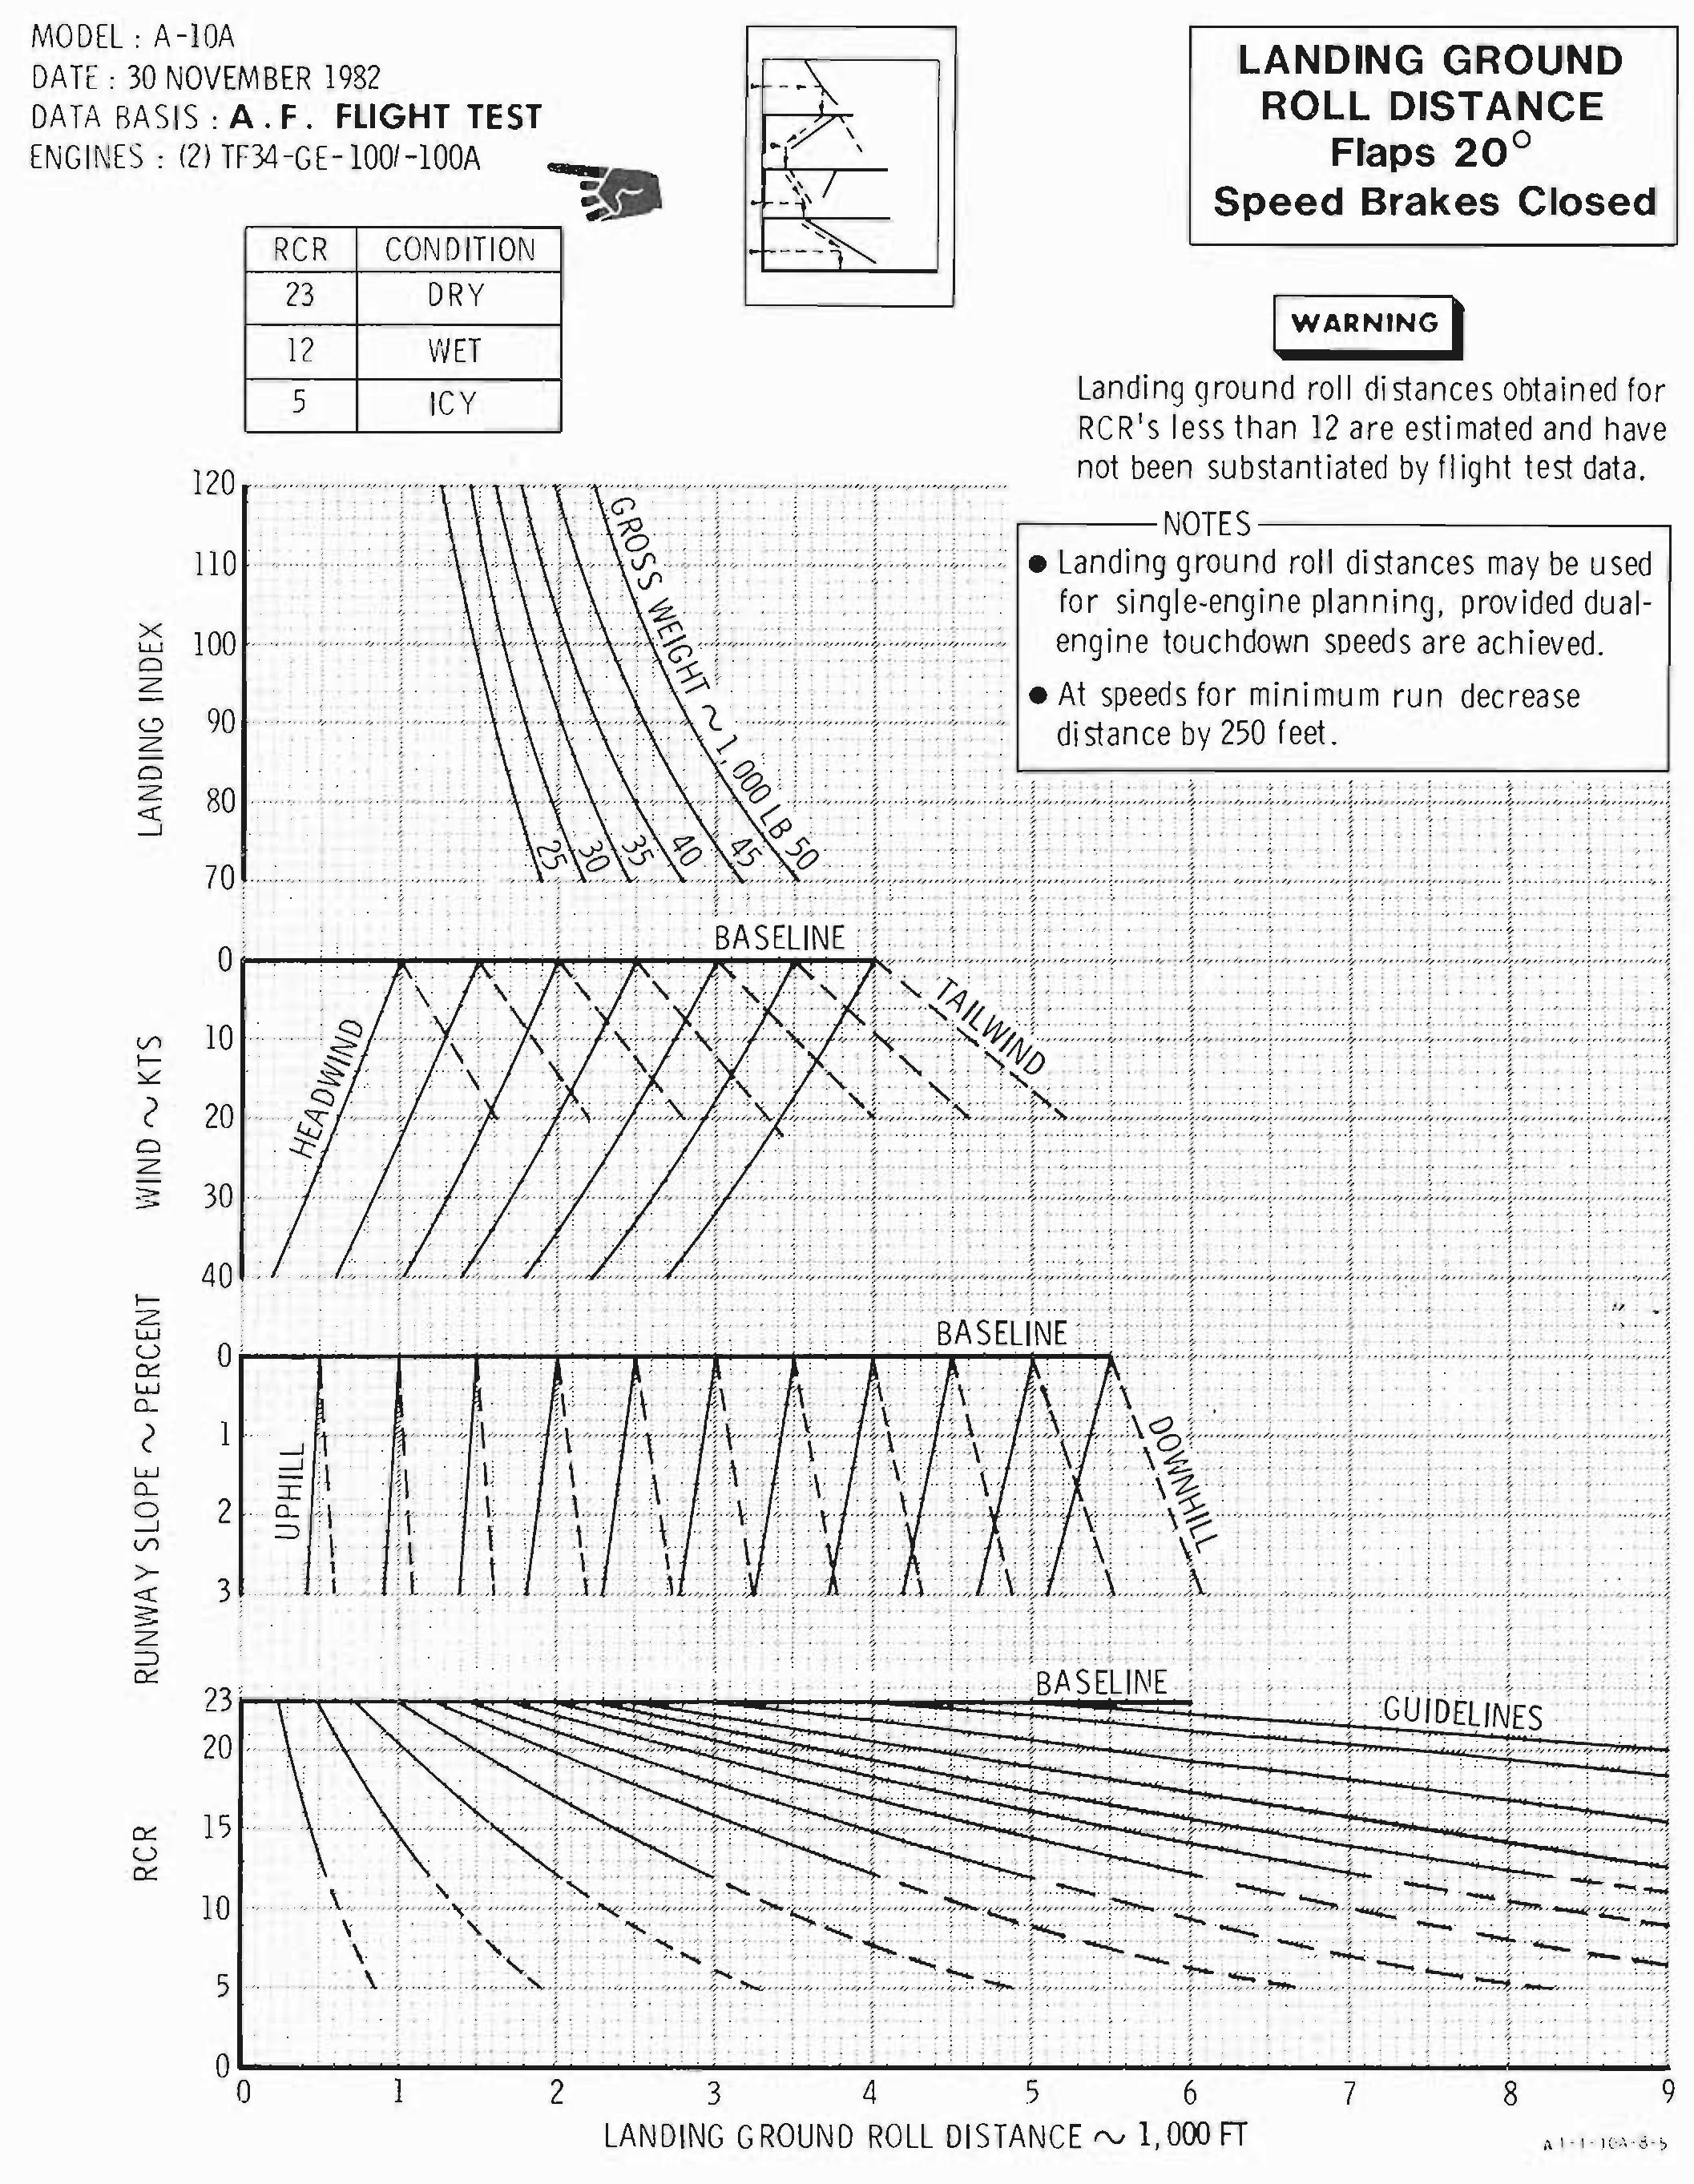 MODEL : A-10A
DATE : 30 NOVEMBER 1982
DATA BASIS : A.F. FLIGHT TEST
ENGINES : (2) TF34-GE-100/-100A
LANDING GROUND
ROLL DISTANCE
Flaps 20°
Speed Brakes Closed
RCR CONDITION
23 DRY
12 WET
5 ICY
WARNING
Landing ground roll distances obtained for
RCR's less than 12 are estimated and have
not been substantiated by flight test data.
NOTES
● Landing ground roll distances may be used
for single-engine planning, provided dual-
engine touchdown speeds are achieved.
● At speeds for minimum run decrease
distance by 250 feet.
LANDING INDEX
120
110
100
90
80
70
GROSS WEIGHT ~ 1,000 LB
25 30 35 40 45 50
BASELINE
WIND ~ KTS
0
10
20
30
40
HEADWIND
TAILWIND
BASELINE
RUNWAY SLOPE ~ PERCENT
0
1
2
3
UPHILL
DOWNHILL
BASELINE
GUIDELINES
RCR
23
20
15
10
5
0
0 1 2 3 4 5 6 7 8 9
LANDING GROUND ROLL DISTANCE ~ 1,000 FT